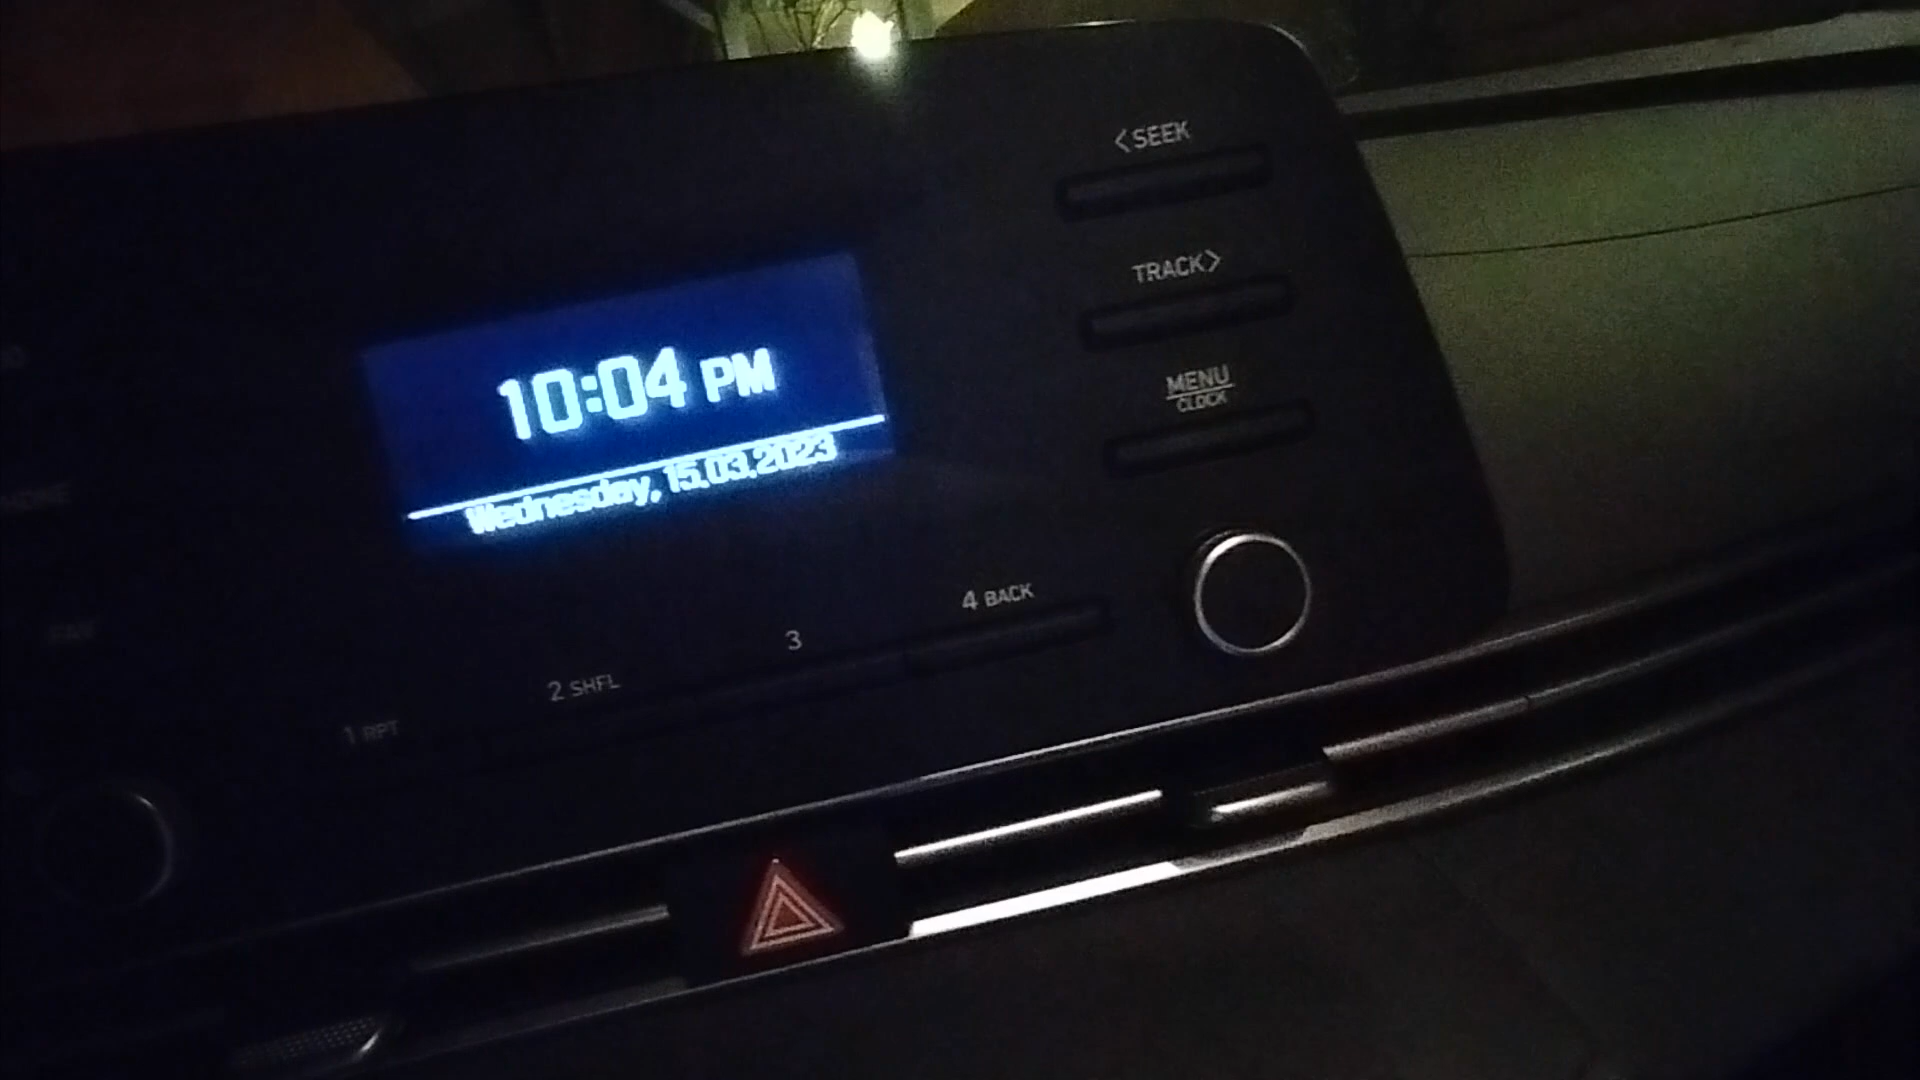 <SEEK
TRACK>
MENU
CLOCK
10:04 PM
Wednesday, 15.03.2023
1 RPT
2 SHFL
3
4 BACK